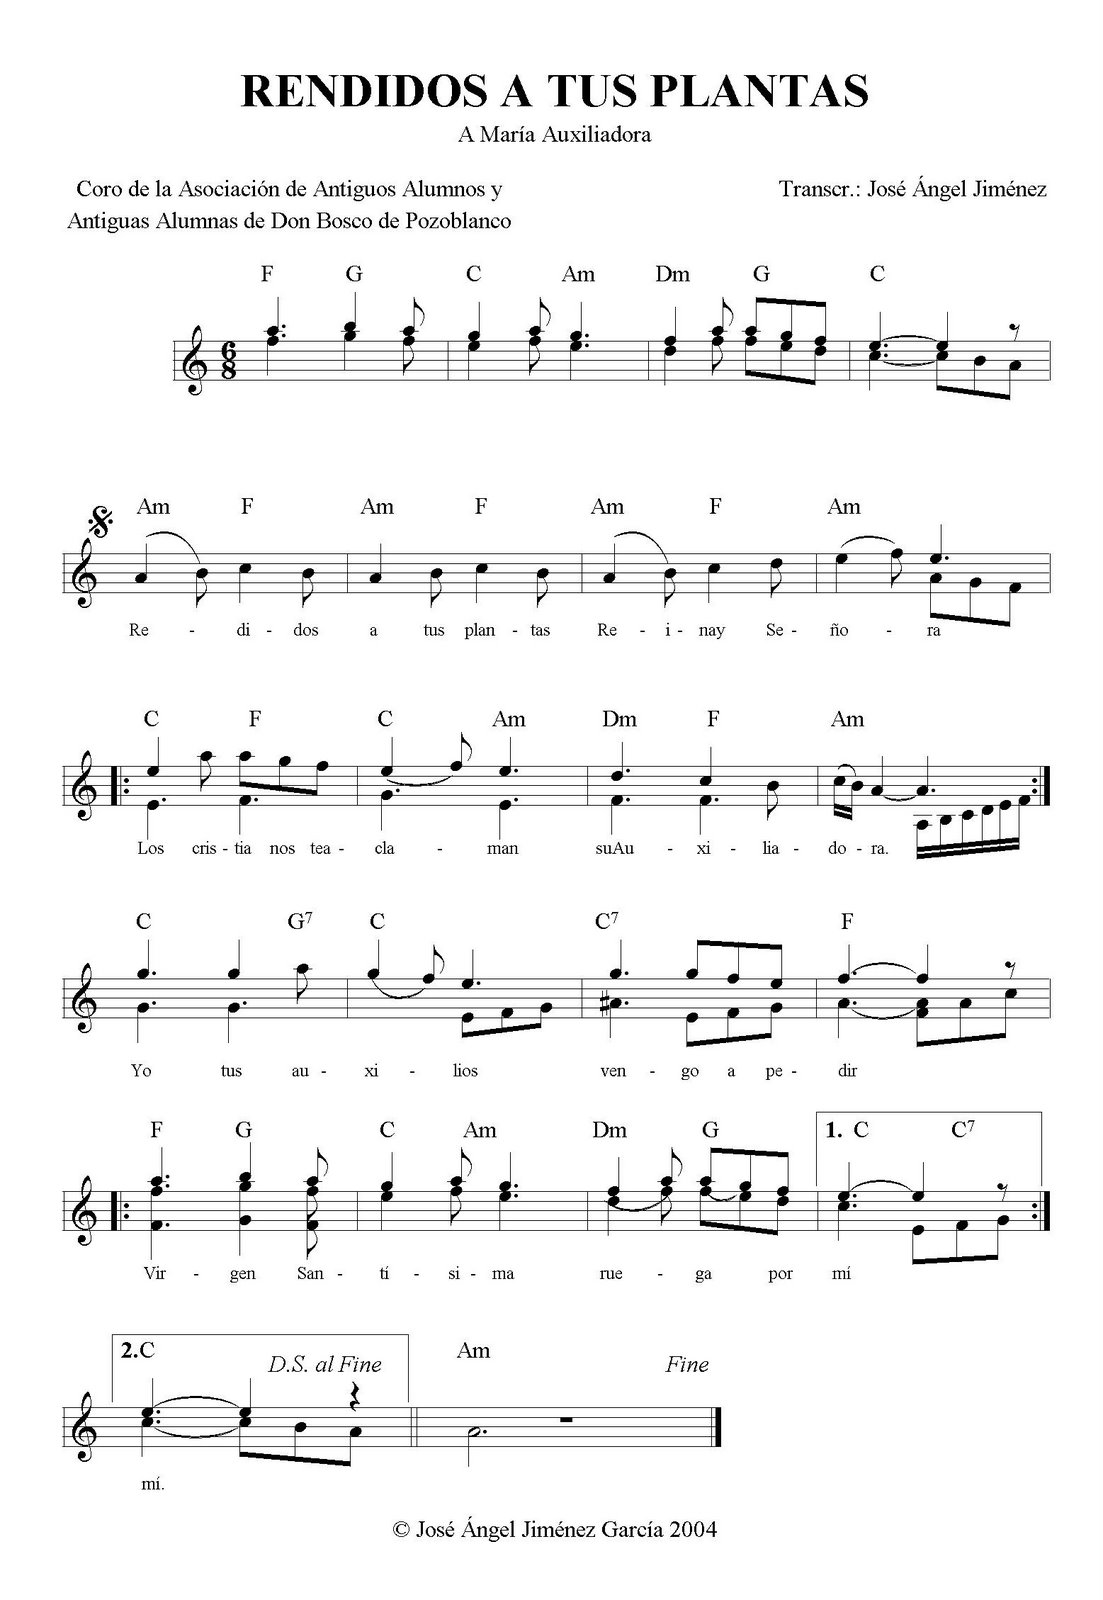 RENDIDOS A TUS PLANTAS
A María Auxiliadora
Coro de la Asociación de Antiguos Alumnos y
Antiguas Alumnas de Don Bosco de Pozoblanco
Transcr.: José Ángel Jiménez
F G C Am Dm G C
6
8
Am F Am F Am F Am
Re - di - dos a tus plan - tas Re - i - nay Se - ño - ra
C F C Am Dm F Am
Los cris - tia nos tea - cla - man suAu - xi - lia - do - ra.
C G7 C C7 F
Yo tus au - xi - lios ven - go a pe - dir
F G C Am Dm G 1. C C7
Vir - gen San - tí - si - ma rue - ga por mí
2.C D.S. al Fine Am Fine
mí.
© José Ángel Jiménez García 2004